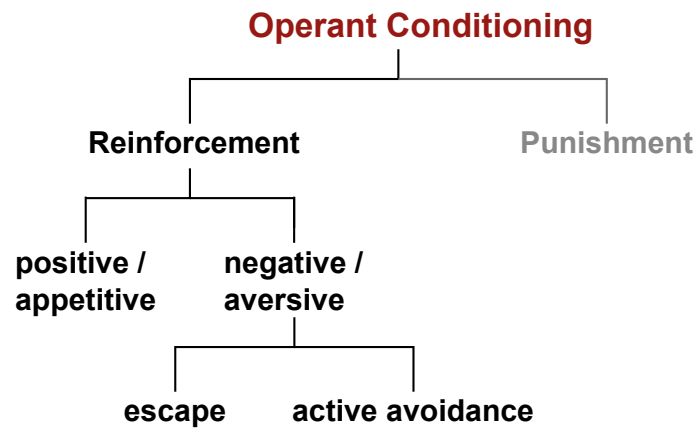 Operant Conditioning
Reinforcement
Punishment
positive /
appetitive
negative /
aversive
escape
active avoidance